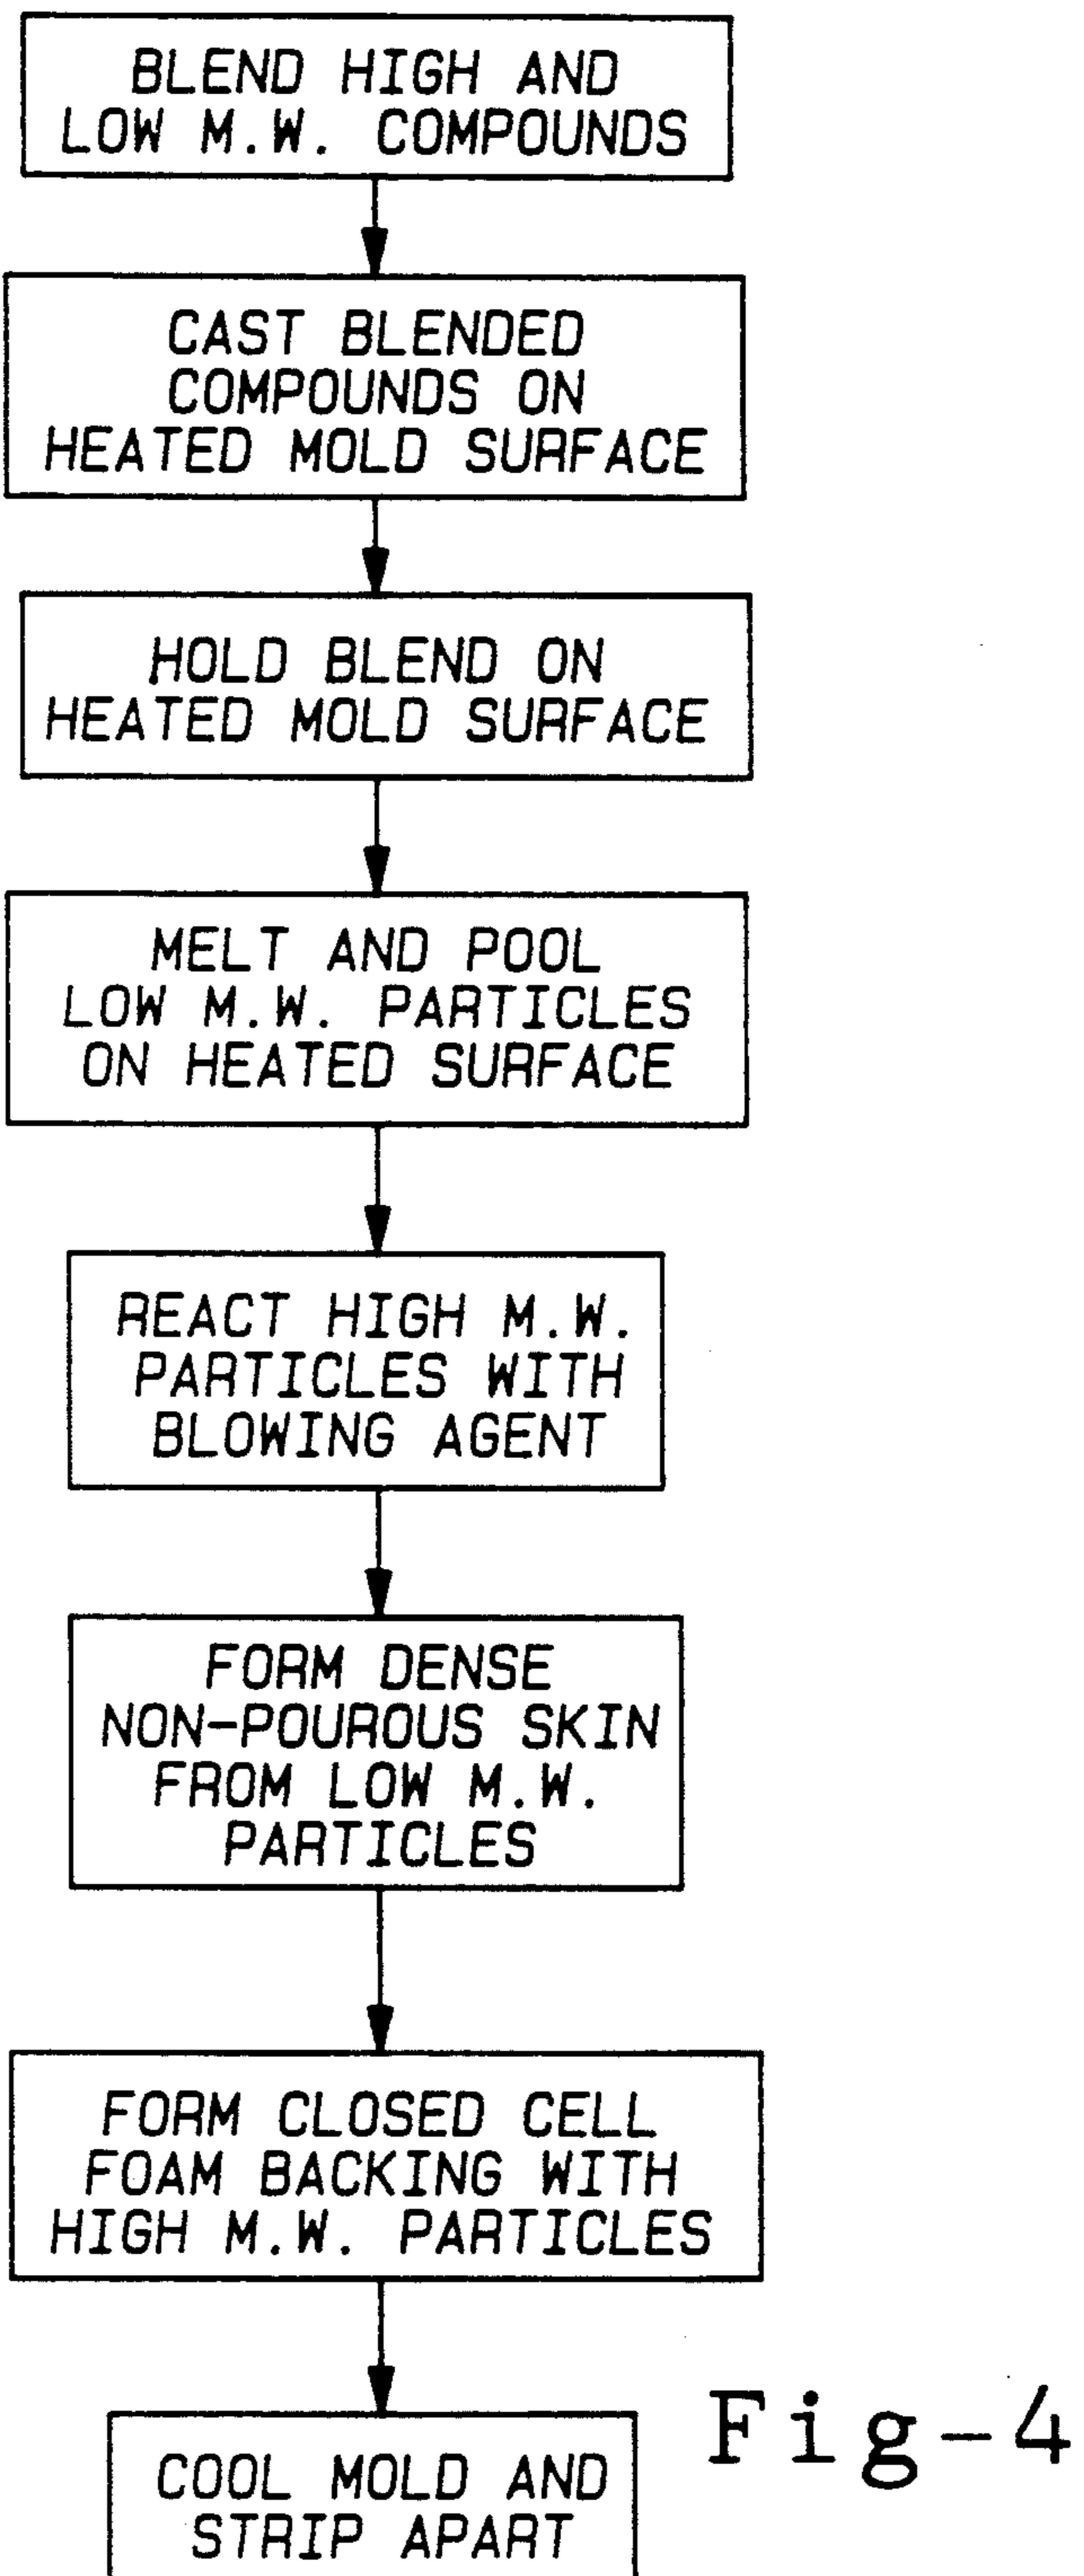 BLEND HIGH AND
LOW M.W. COMPOUNDS
CAST BLENDED
COMPOUNDS ON
HEATED MOLD SURFACE
HOLD BLEND ON
HEATED MOLD SURFACE
MELT AND POOL
LOW M.W. PARTICLES
ON HEATED SURFACE
REACT HIGH M.W.
PARTICLES WITH
BLOWING AGENT
FORM DENSE
NON-POUROUS SKIN
FROM LOW M.W.
PARTICLES
FORM CLOSED CELL
FOAM BACKING WITH
HIGH M.W. PARTICLES
COOL MOLD AND
STRIP APART
Fig-4